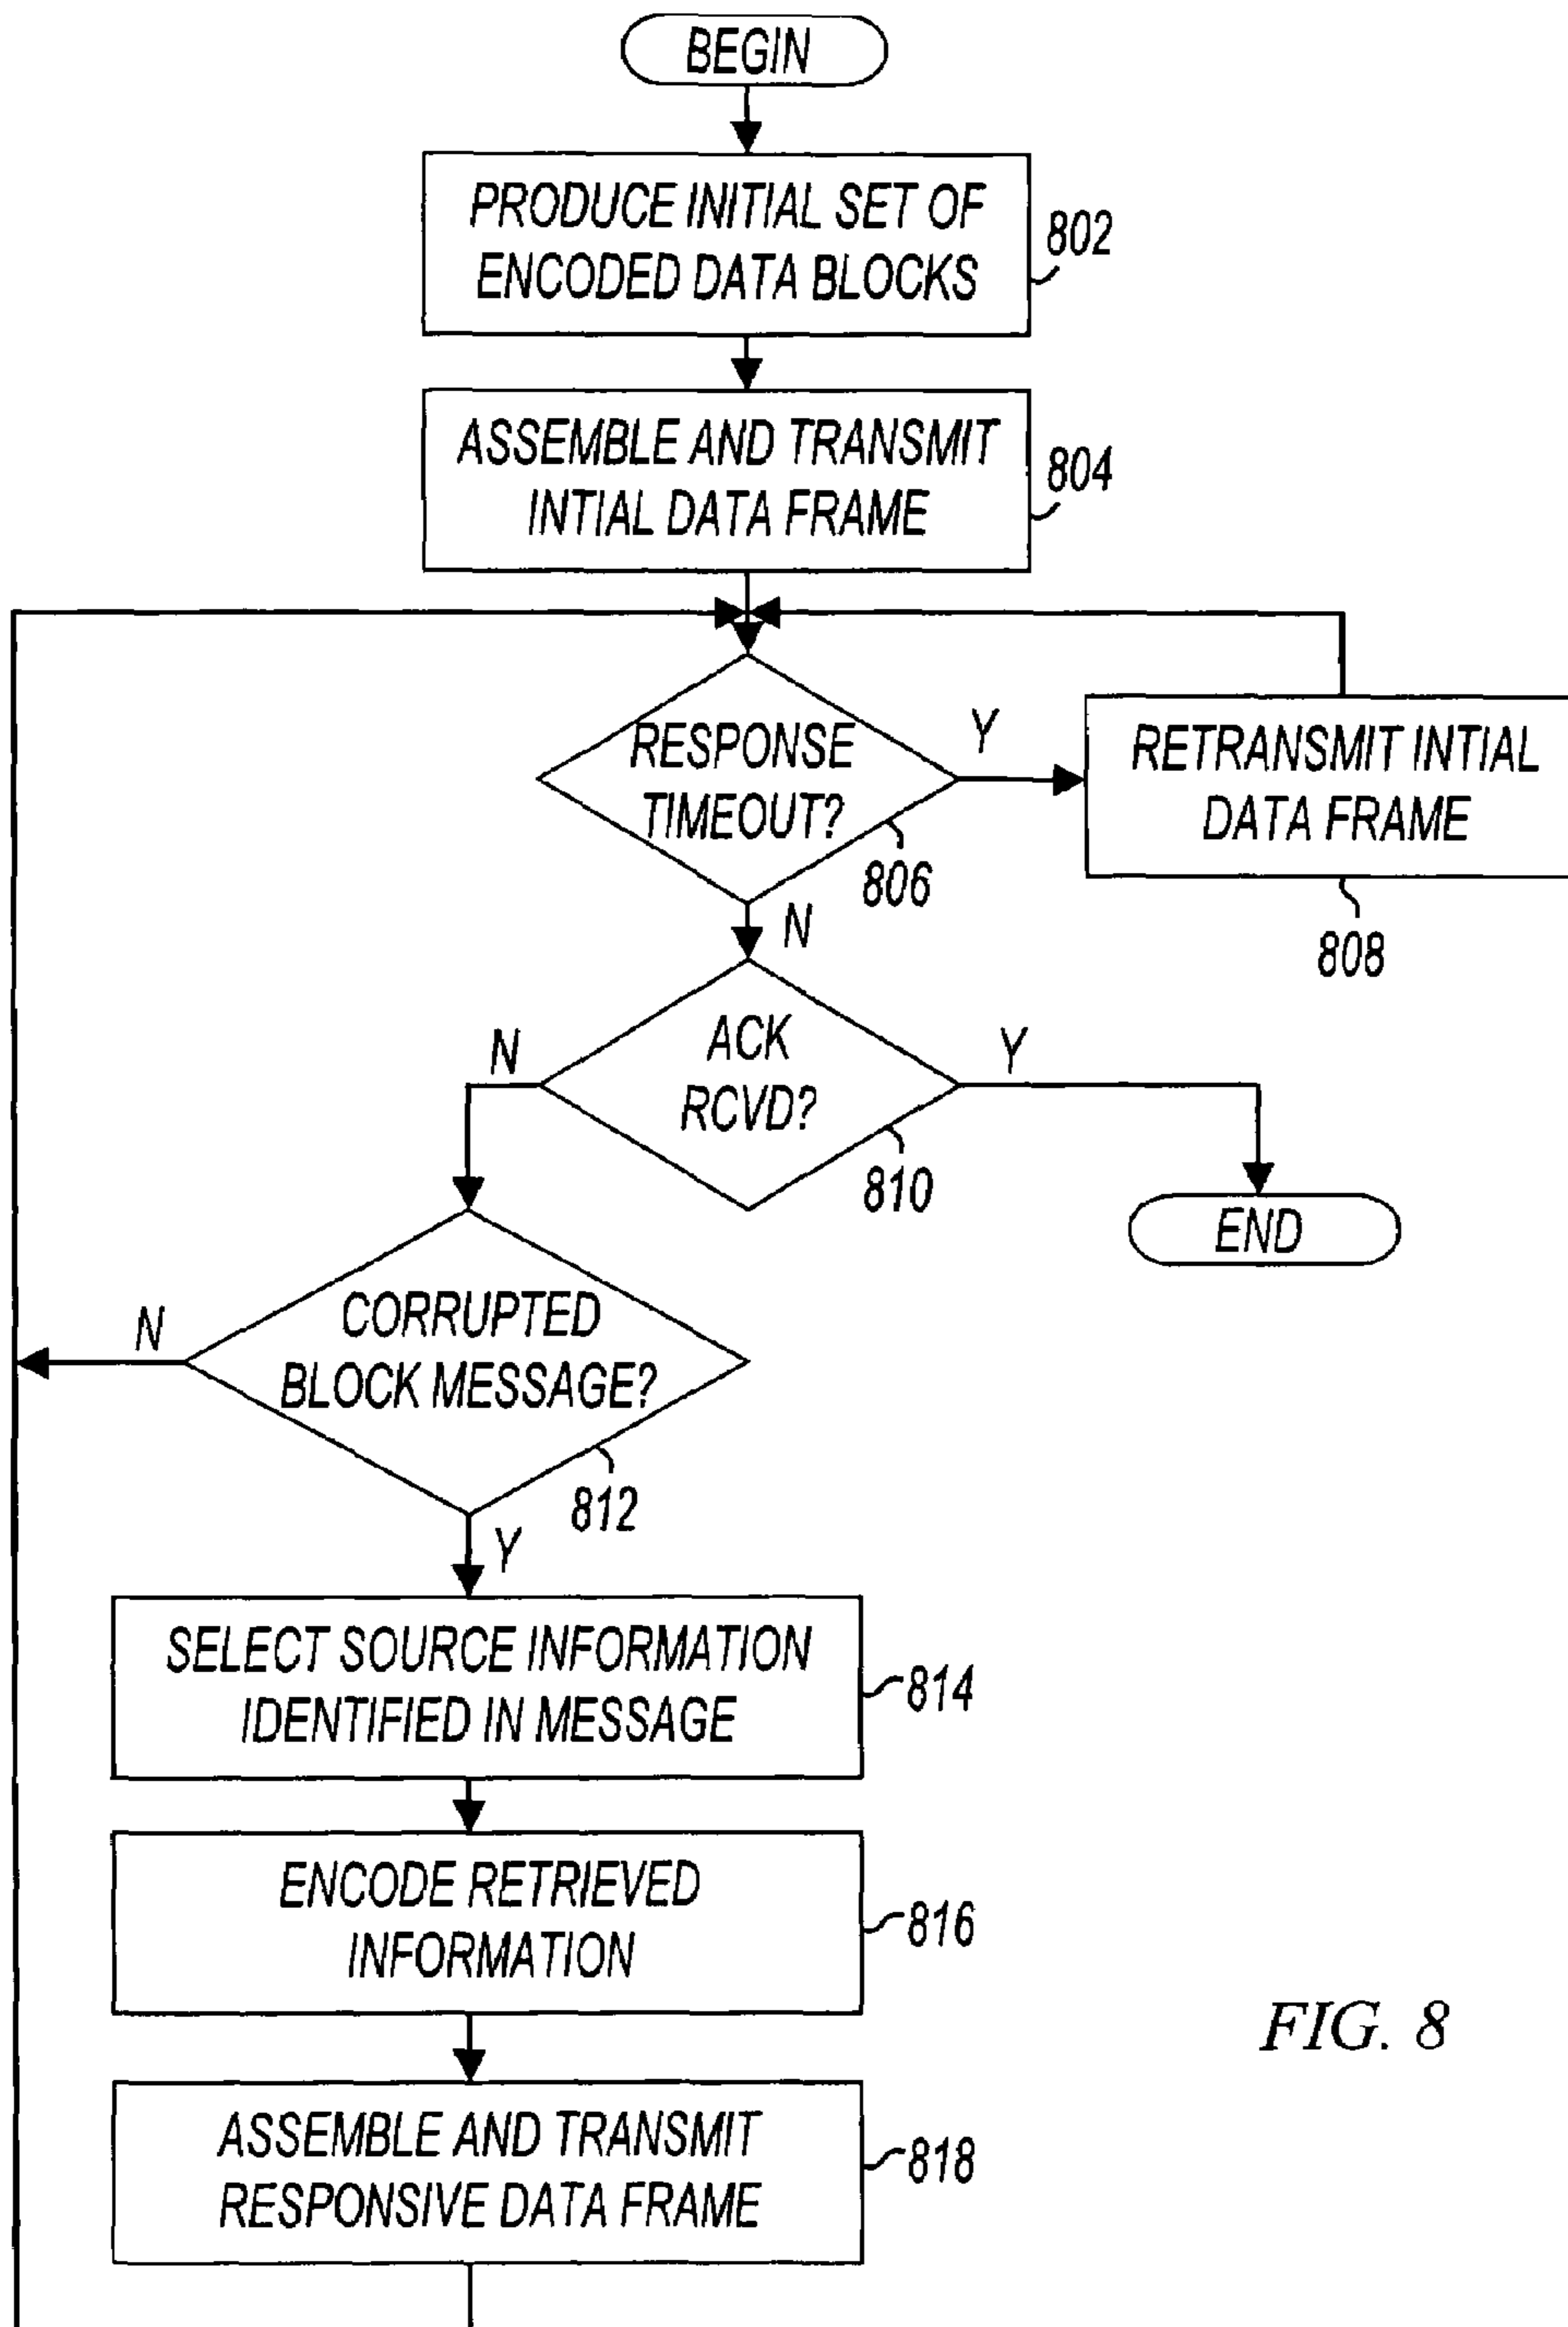 BEGIN
PRODUCE INITIAL SET OF
ENCODED DATA BLOCKS
802
ASSEMBLE AND TRANSMIT
INTIAL DATA FRAME
804
RESPONSE
TIMEOUT?
806
Y
RETRANSMIT INTIAL
DATA FRAME
808
N
ACK
RCVD?
810
N
Y
END
CORRUPTED
BLOCK MESSAGE?
812
N
Y
SELECT SOURCE INFORMATION
IDENTIFIED IN MESSAGE
814
ENCODE RETRIEVED
INFORMATION
816
ASSEMBLE AND TRANSMIT
RESPONSIVE DATA FRAME
818
FIG. 8